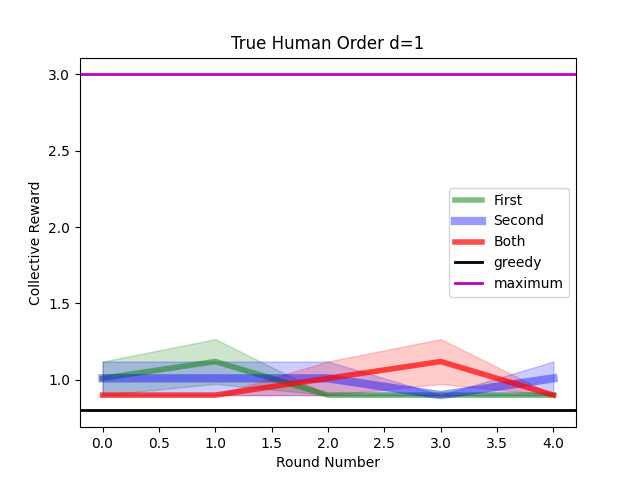 True Human Order d=1
3.0
2.5
2.0
1.5
1.0
Collective Reward
First
Second
Both
greedy
maximum
0.0 0.5 1.0 1.5 2.0 2.5 3.0 3.5 4.0
Round Number